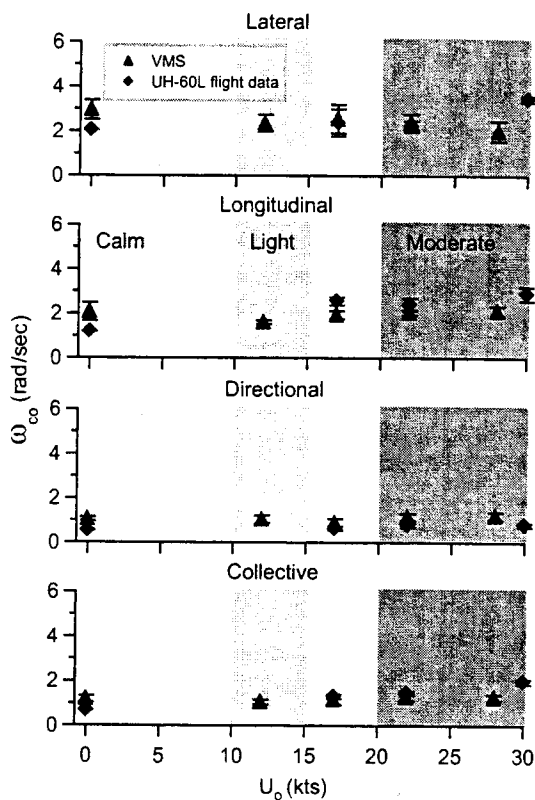 Lateral
6
4
2
0
▲ VMS
◆ UH-60L flight data
Longitudinal
6
4
2
0
Calm Light Moderate
ω_co (rad/sec)
Directional
6
4
2
0
Collective
6
4
2
0
0 5 10 15 20 25 30
U_o (kts)